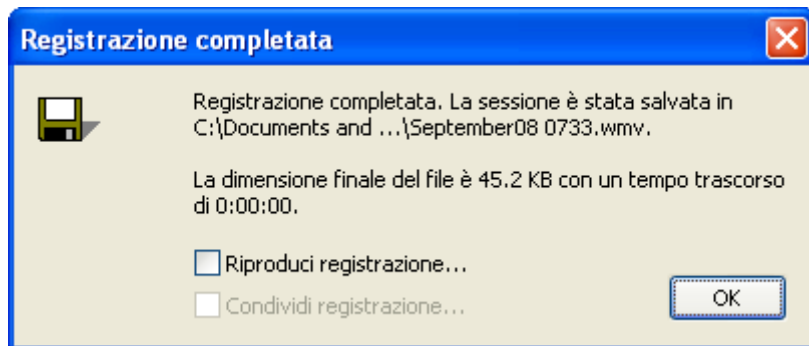 Registrazione completata
Registrazione completata. La sessione è stata salvata in
C:\Documents and ...\September08 0733.wmv.
La dimensione finale del file è 45.2 KB con un tempo trascorso
di 0:00:00.
Riproduci registrazione...
Condividi registrazione...
OK